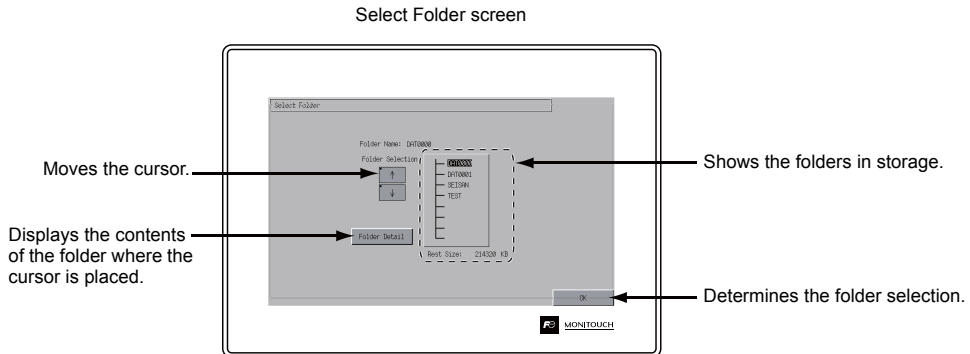 Select Folder screen
Select Folder
Folder Name: DAT0000
Folder Selection
↑
↓
DAT0000
DAT0001
SEISAN
TEST
Folder Detail
Rest Size: 214320 KB
OK
MONITOUCH
Moves the cursor.
Displays the contents
of the folder where the
cursor is placed.
Shows the folders in storage.
Determines the folder selection.